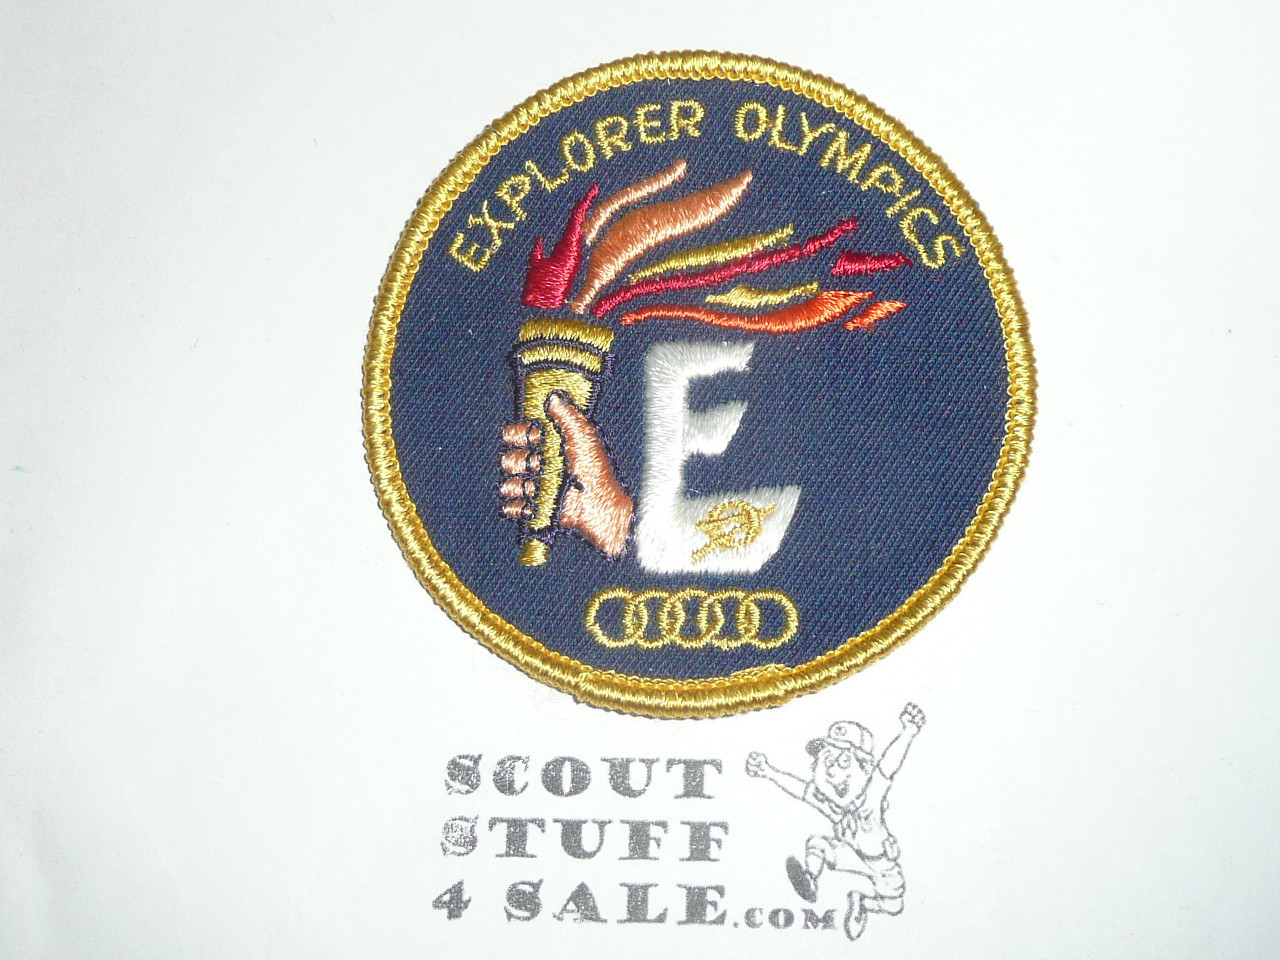 EXPLORER OLYMPICS
E
SCOUT
STUFF
4 SALE.COM